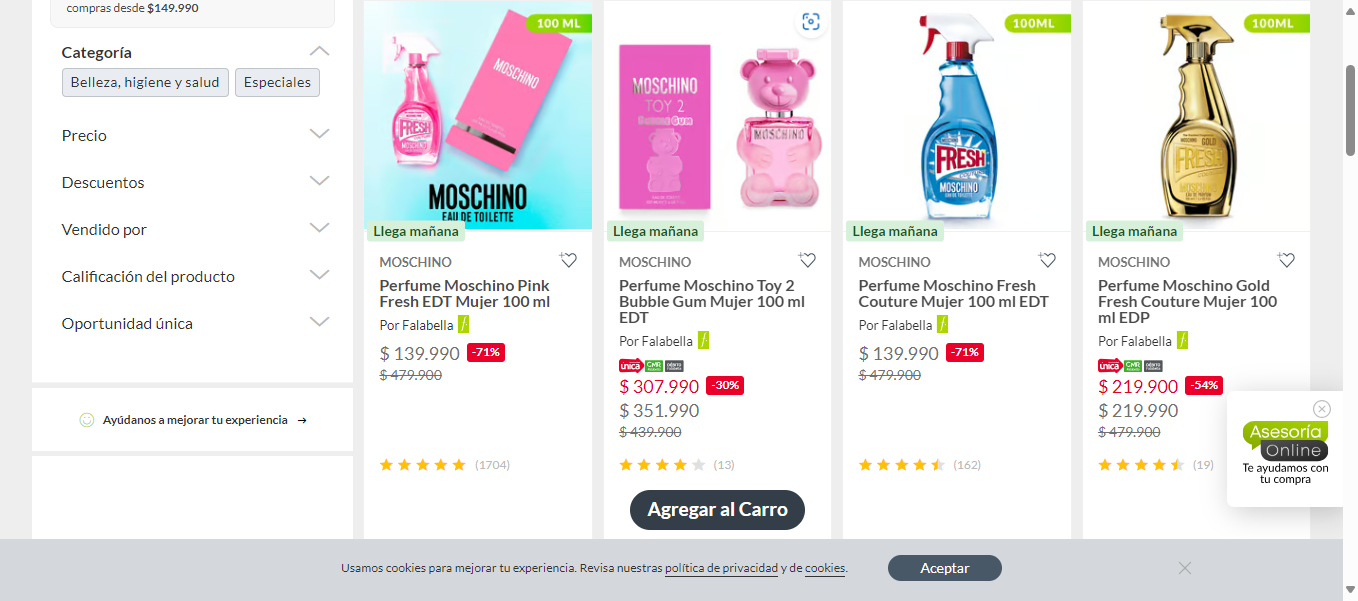 compras desde $149.990
Categoría
Belleza, higiene y salud
Especiales
Precio
Descuentos
Vendido por
Calificación del producto
Oportunidad única
Ayúdanos a mejorar tu experiencia →
100 ML
MOSCHINO
FRESH
MOSCHINO
MOSCHINO
EAU DE TOILETTE
Llega mañana
MOSCHINO
Perfume Moschino Pink
Fresh EDT Mujer 100 ml
Por Falabella
$ 139.990 -71%
$ 479.900
(1704)
MOSCHINO
TOY 2
Bubble Gum
MOSCHINO
Llega mañana
MOSCHINO
Perfume Moschino Toy 2
Bubble Gum Mujer 100 ml
EDT
Por Falabella
única CMR
$ 307.990 -30%
$ 351.990
$ 439.900
(13)
Agregar al Carro
100ML
FRESH
MOSCHINO
Llega mañana
MOSCHINO
Perfume Moschino Fresh
Couture Mujer 100 ml EDT
Por Falabella
$ 139.990 -71%
$ 479.900
(162)
100ML
MOSCHINO GOLD
FRESH
MOSCHINO
Llega mañana
MOSCHINO
Perfume Moschino Gold
Fresh Couture Mujer 100
ml EDP
Por Falabella
única CMR
$ 219.900 -54%
$ 219.990
$ 479.900
(19)
Asesoría
Online
Te ayudamos con
tu compra
Usamos cookies para mejorar tu experiencia. Revisa nuestras política de privacidad y de cookies.
Aceptar